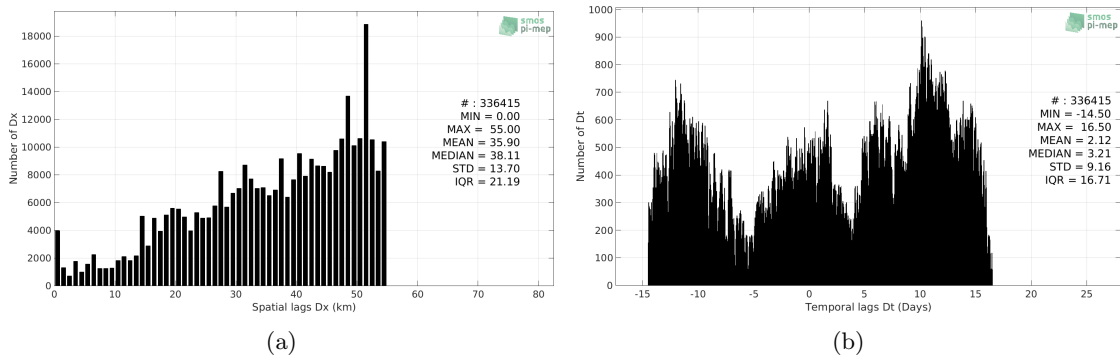 smos
pi-mep
18000
16000
14000
12000
10000
8000
6000
4000
2000
0
Number of Dx
# : 336415
MIN = 0.00
MAX = 55.00
MEAN = 35.90
MEDIAN = 38.11
STD = 13.70
IQR = 21.19
0 10 20 30 40 50 60 70 80
Spatial lags Dx (km)
(a)
smos
pi-mep
1000
900
800
700
600
500
400
300
200
100
0
Number of Dt
# : 336415
MIN = -14.50
MAX = 16.50
MEAN = 2.12
MEDIAN = 3.21
STD = 9.16
IQR = 16.71
-15 -10 -5 0 5 10 15 20 25
Temporal lags Dt (Days)
(b)